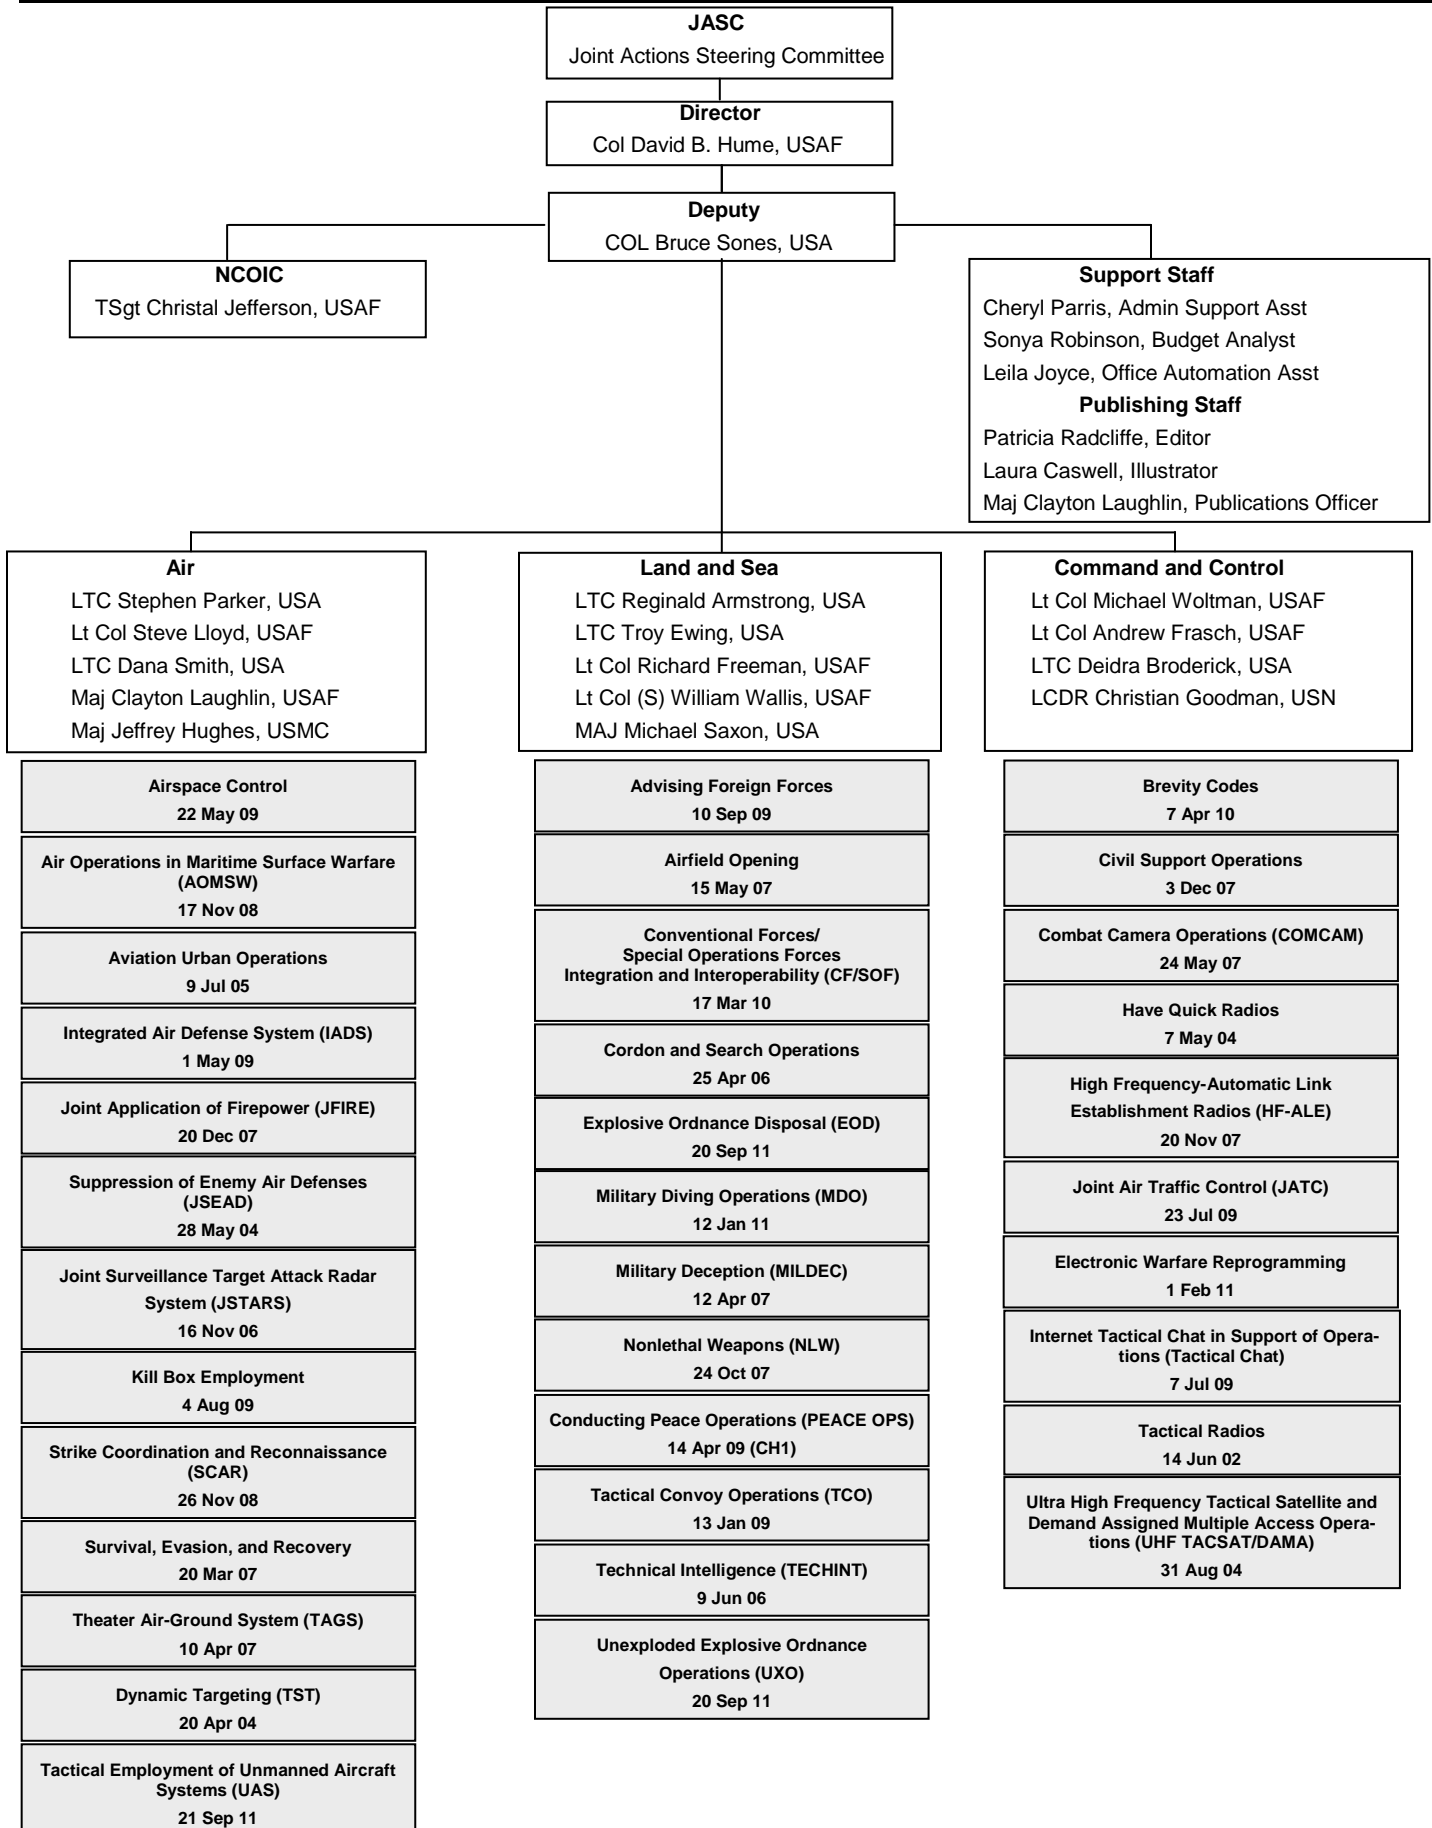 JASC
Joint Actions Steering Committee
Director
Col David B. Hume, USAF
Deputy
COL Bruce Sones, USA
NCOIC
TSgt Christal Jefferson, USAF
Support Staff
Cheryl Parris, Admin Support Asst
Sonya Robinson, Budget Analyst
Leila Joyce, Office Automation Asst
Publishing Staff
Patricia Radcliffe, Editor
Laura Caswell, Illustrator
Maj Clayton Laughlin, Publications Officer
Air
LTC Stephen Parker, USA
Lt Col Steve Lloyd, USAF
LTC Dana Smith, USA
Maj Clayton Laughlin, USAF
Maj Jeffrey Hughes, USMC
Airspace Control
22 May 09
Air Operations in Maritime Surface Warfare
(AOMSW)
17 Nov 08
Aviation Urban Operations
9 Jul 05
Integrated Air Defense System (IADS)
1 May 09
Joint Application of Firepower (JFIRE)
20 Dec 07
Suppression of Enemy Air Defenses
(JSEAD)
28 May 04
Joint Surveillance Target Attack Radar
System (JSTARS)
16 Nov 06
Kill Box Employment
4 Aug 09
Strike Coordination and Reconnaissance
(SCAR)
26 Nov 08
Survival, Evasion, and Recovery
20 Mar 07
Theater Air-Ground System (TAGS)
10 Apr 07
Dynamic Targeting (TST)
20 Apr 04
Tactical Employment of Unmanned Aircraft
Systems (UAS)
21 Sep 11
Land and Sea
LTC Reginald Armstrong, USA
LTC Troy Ewing, USA
Lt Col Richard Freeman, USAF
Lt Col (S) William Wallis, USAF
MAJ Michael Saxon, USA
Advising Foreign Forces
10 Sep 09
Airfield Opening
15 May 07
Conventional Forces/
Special Operations Forces
Integration and Interoperability (CF/SOF)
17 Mar 10
Cordon and Search Operations
25 Apr 06
Explosive Ordnance Disposal (EOD)
20 Sep 11
Military Diving Operations (MDO)
12 Jan 11
Military Deception (MILDEC)
12 Apr 07
Nonlethal Weapons (NLW)
24 Oct 07
Conducting Peace Operations (PEACE OPS)
14 Apr 09 (CH1)
Tactical Convoy Operations (TCO)
13 Jan 09
Technical Intelligence (TECHINT)
9 Jun 06
Unexploded Explosive Ordnance
Operations (UXO)
20 Sep 11
Command and Control
Lt Col Michael Woltman, USAF
Lt Col Andrew Frasch, USAF
LTC Deidra Broderick, USA
LCDR Christian Goodman, USN
Brevity Codes
7 Apr 10
Civil Support Operations
3 Dec 07
Combat Camera Operations (COMCAM)
24 May 07
Have Quick Radios
7 May 04
High Frequency-Automatic Link
Establishment Radios (HF-ALE)
20 Nov 07
Joint Air Traffic Control (JATC)
23 Jul 09
Electronic Warfare Reprogramming
1 Feb 11
Internet Tactical Chat in Support of Opera-
tions (Tactical Chat)
7 Jul 09
Tactical Radios
14 Jun 02
Ultra High Frequency Tactical Satellite and
Demand Assigned Multiple Access Opera-
tions (UHF TACSAT/DAMA)
31 Aug 04